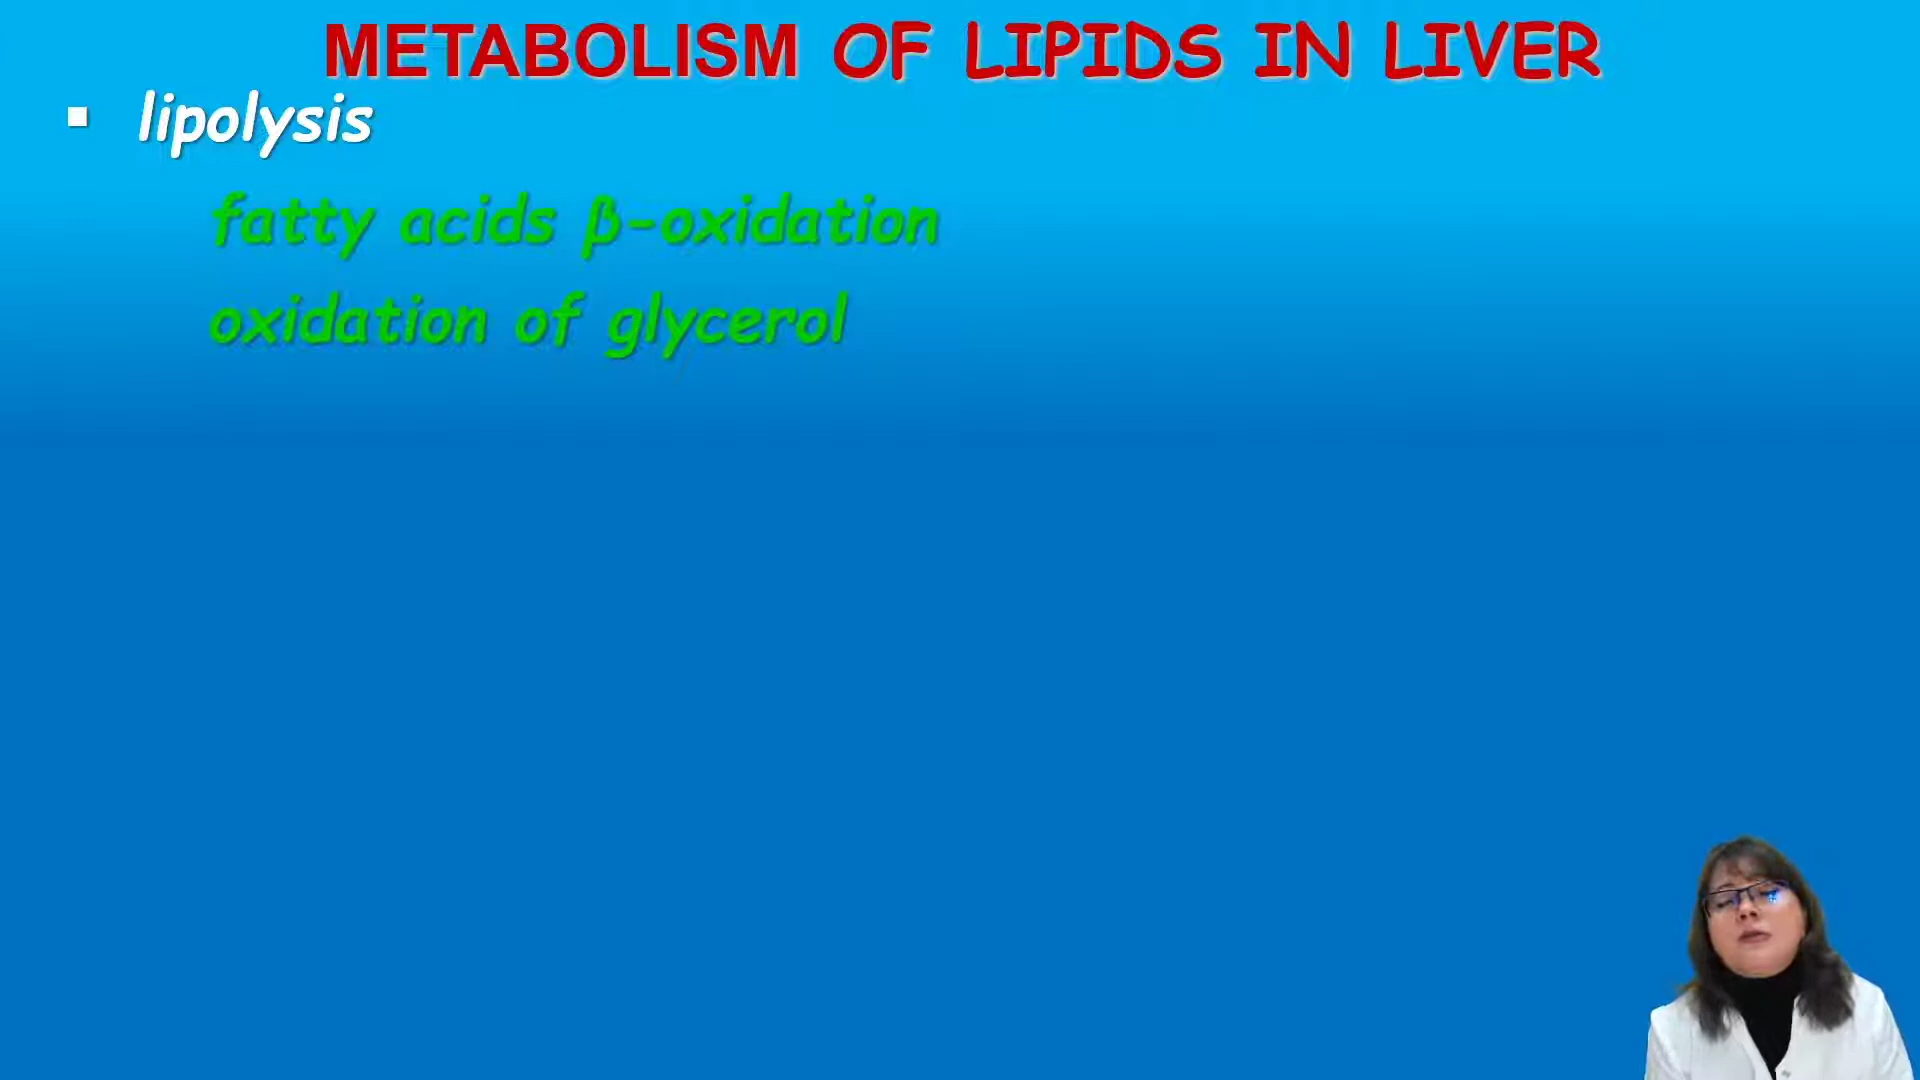 METABOLISM OF LIPIDS IN LIVER
▪ lipolysis
fatty acids β-oxidation
oxidation of glycerol